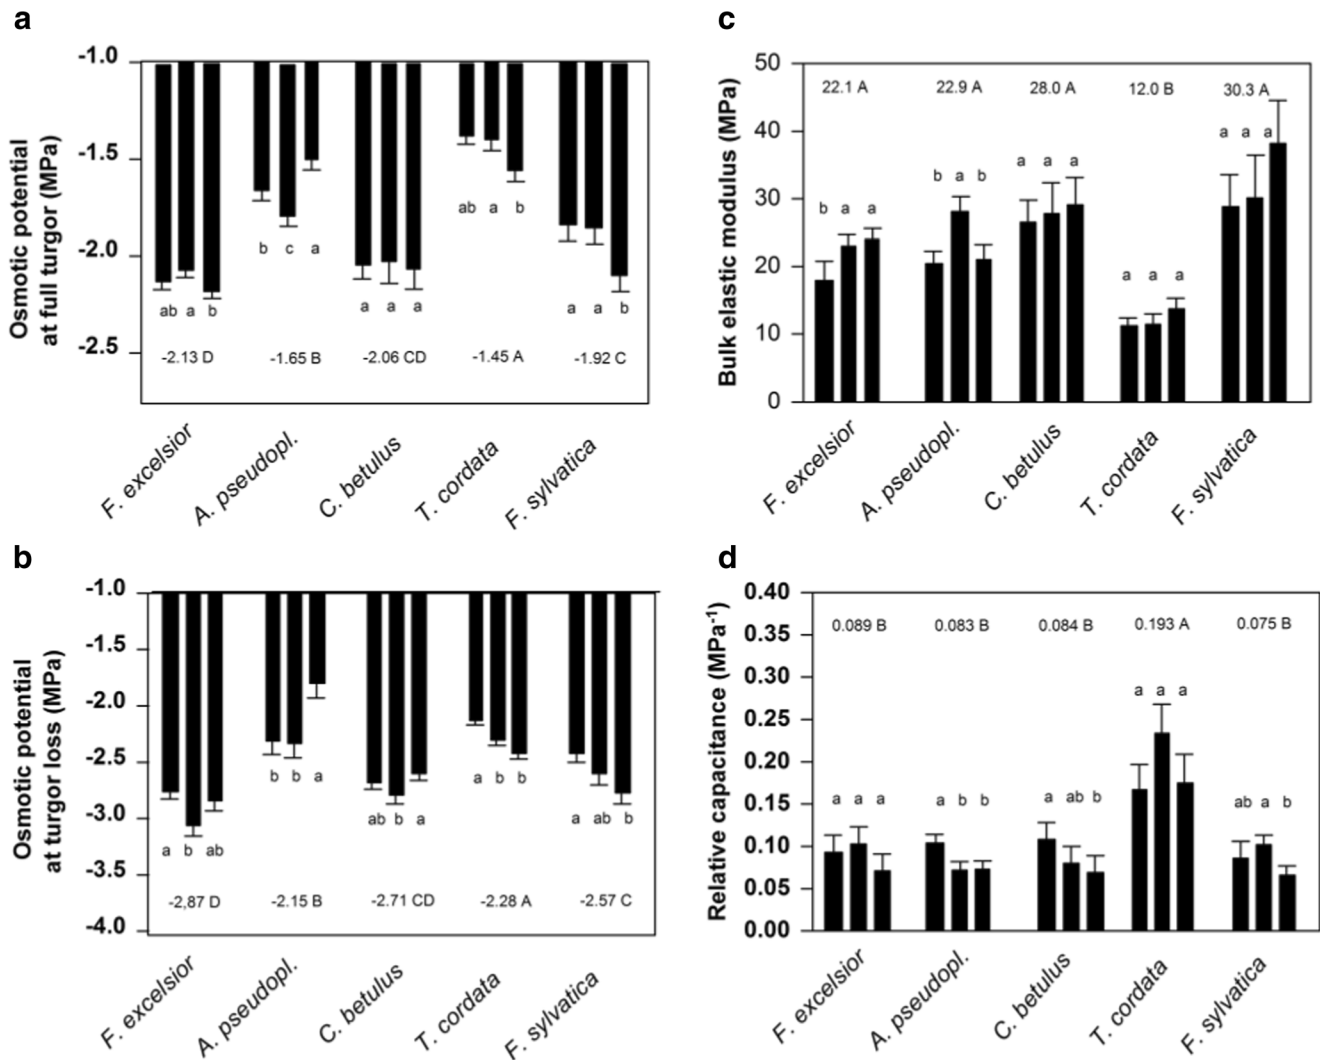 a
Osmotic potential
at full turgor (MPa)
-1.0
-1.5
-2.0
-2.5
ab a b
b c a
a a a
ab a b
a a b
-2.13 D
-1.65 B
-2.06 CD
-1.45 A
-1.92 C
F. excelsior
A. pseudopl.
C. betulus
T. cordata
F. sylvatica
b
Osmotic potential
at turgor loss (MPa)
-1.0
-1.5
-2.0
-2.5
-3.0
-3.5
-4.0
a b ab
b b a
ab b a
a b b
a ab b
-2,87 D
-2.15 B
-2.71 CD
-2.28 A
-2.57 C
F. excelsior
A. pseudopl.
C. betulus
T. cordata
F. sylvatica
c
Bulk elastic modulus (MPa)
50
40
30
20
10
0
22.1 A
22.9 A
28.0 A
12.0 B
30.3 A
b a a
b a b
a a a
a a a
a a a
F. excelsior
A. pseudopl.
C. betulus
T. cordata
F. sylvatica
d
Relative capacitance (MPa-1)
0.40
0.35
0.30
0.25
0.20
0.15
0.10
0.05
0.00
0.089 B
0.083 B
0.084 B
0.193 A
0.075 B
a a a
a b b
a ab b
a a a
ab a b
F. excelsior
A. pseudopl.
C. betulus
T. cordata
F. sylvatica